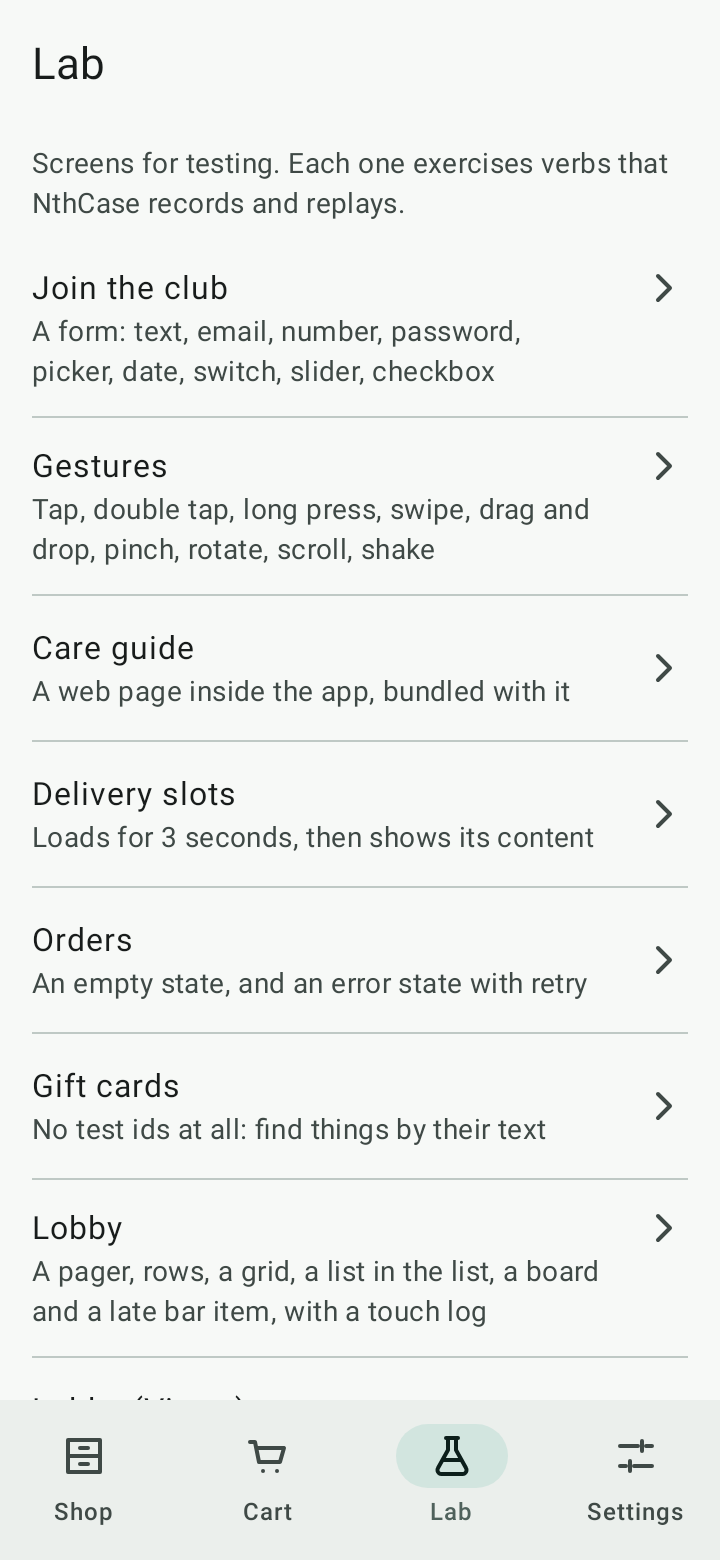 Lab
Screens for testing. Each one exercises verbs that
NthCase records and replays.
Join the club
A form: text, email, number, password,
picker, date, switch, slider, checkbox
Gestures
Tap, double tap, long press, swipe, drag and
drop, pinch, rotate, scroll, shake
Care guide
A web page inside the app, bundled with it
Delivery slots
Loads for 3 seconds, then shows its content
Orders
An empty state, and an error state with retry
Gift cards
No test ids at all: find things by their text
Lobby
A pager, rows, a grid, a list in the list, a board
and a late bar item, with a touch log
Shop
Cart
Lab
Settings